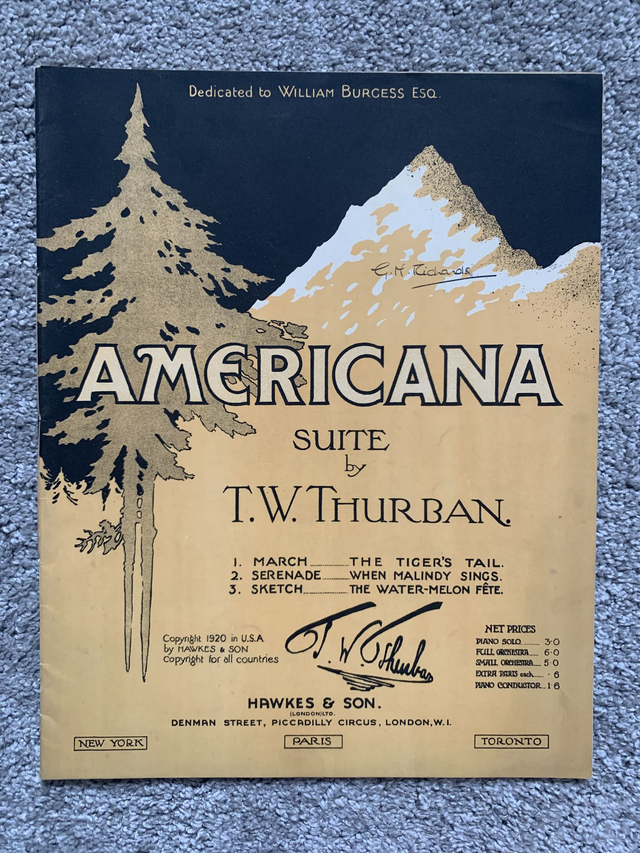 Dedicated to WILLIAM BURGESS ESQ.
G. M. Richards
AMERICANA
SUITE
by
T. W. THURBAN.
1. MARCH......THE TIGER'S TAIL.
2. SERENADE......WHEN MALINDY SINGS.
3. SKETCH......THE WATER-MELON FÊTE.
Copyright 1920 in U.S.A
by HAWKES & SON
Copyright for all countries
T. W. Thurban
NET PRICES
PIANO SOLO......3·0
FULL ORCHESTRA......6·0
SMALL ORCHESTRA......5·0
EXTRA PARTS each......·6
PIANO CONDUCTOR...1·6
HAWKES & SON.
(LONDON) LTD.
DENMAN STREET, PICCADILLY CIRCUS, LONDON, W.I.
NEW YORK
PARIS
TORONTO